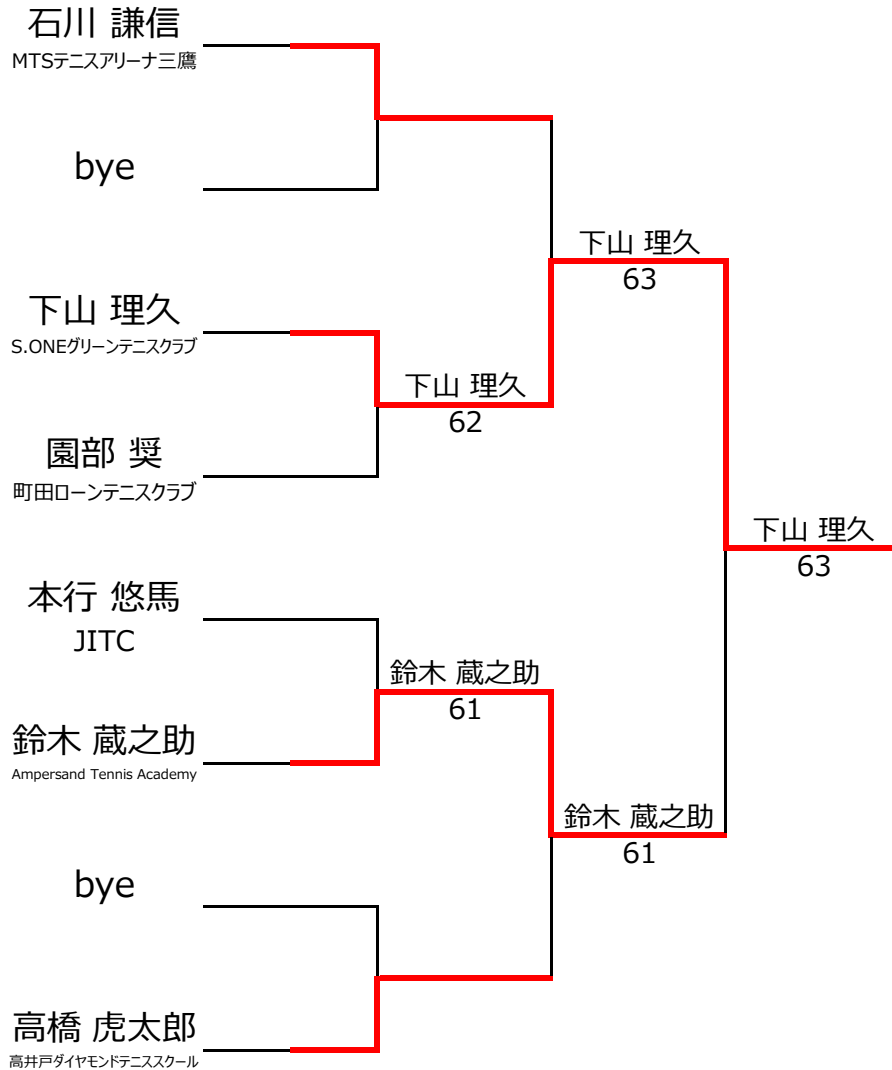 石川 謙信
MTSテニスアリーナ三鷹
bye
下山 理久
63
下山 理久
S.ONEグリーンテニスクラブ
下山 理久
62
園部 奨
町田ローンテニスクラブ
下山 理久
63
本行 悠馬
JITC
鈴木 蔵之助
61
鈴木 蔵之助
Ampersand Tennis Academy
鈴木 蔵之助
61
bye
高橋 虎太郎
高井戸ダイヤモンドテニススクール